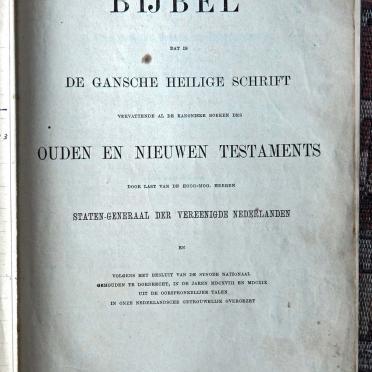 BIJBEL
DAT IS
DE GANSCHE HEILIGE SCHRIFT
VERVATTENDE AL DE KANONIEKE BOEKEN DES
OUDEN EN NIEUWEN TESTAMENTS
DOOR LAST VAN DE HOOG-MOG. HEEREN
STATEN-GENERAAL DER VEREENIGDE NEDERLANDEN
EN
VOLGENS HET BESLUIT VAN DE SYNODE NATIONAAL
GEHOUDEN TE DORDRECHT, IN DE JAREN MDCXVIII EN MDCXIX
UIT DE OORSPRONKELIJKE TALEN
IN ONZE NEDERLANDSCHE GETROUWELIJK OVERGEZET